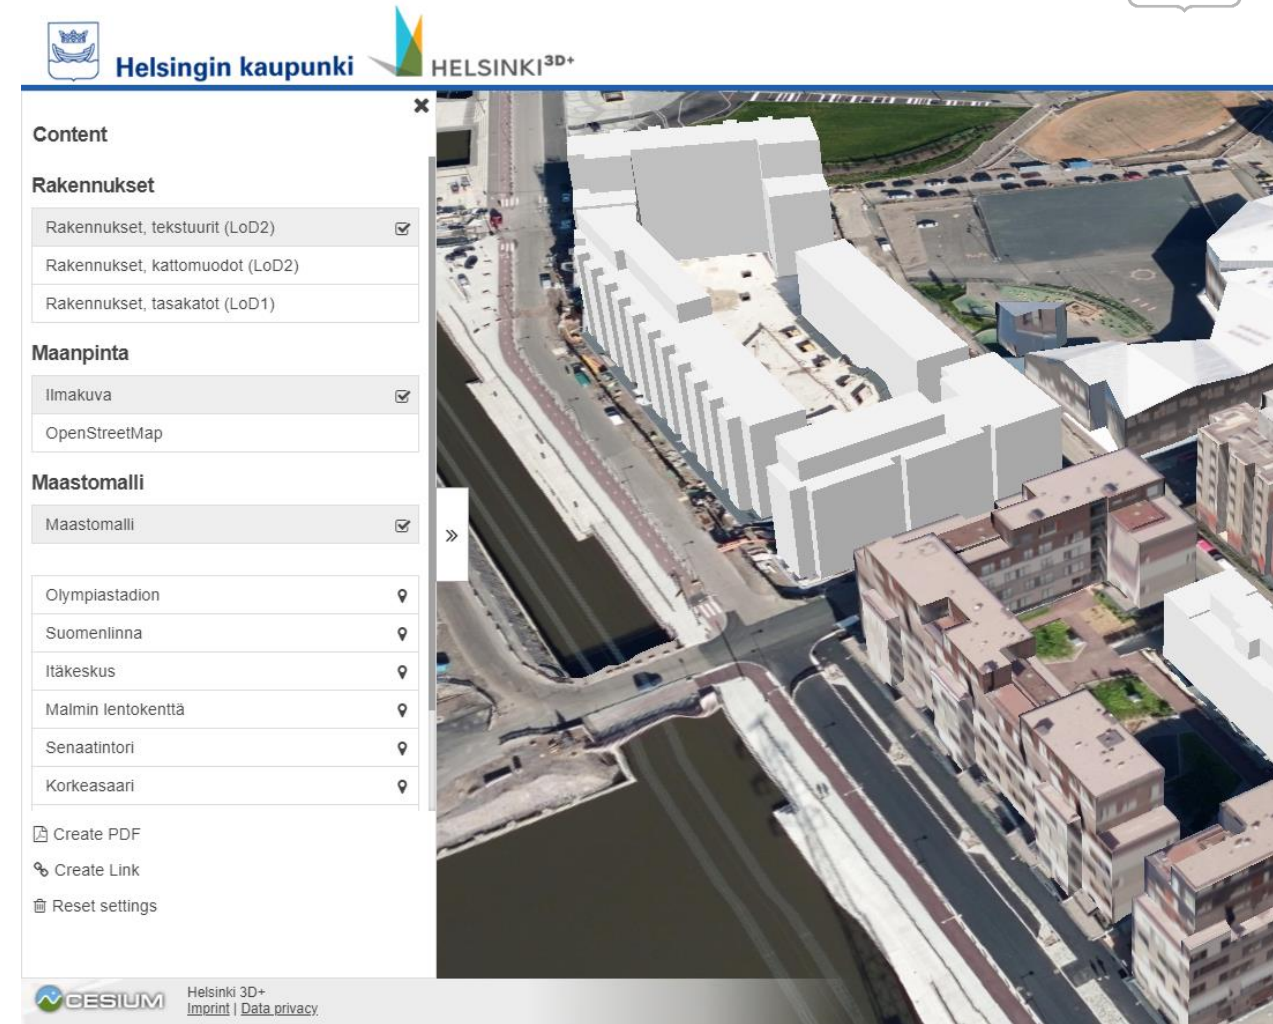 Helsingin kaupunki
HELSINKI3D+
Content
Rakennukset
Rakennukset, tekstuurit (LoD2)
Rakennukset, kattomuodot (LoD2)
Rakennukset, tasakatot (LoD1)
Maanpinta
Ilmakuva
OpenStreetMap
Maastomalli
Maastomalli
Olympiastadion
Suomenlinna
Itäkeskus
Malmin lentokenttä
Senaatintori
Korkeasaari
Create PDF
Create Link
Reset settings
CESIUM
Helsinki 3D+
Imprint | Data privacy